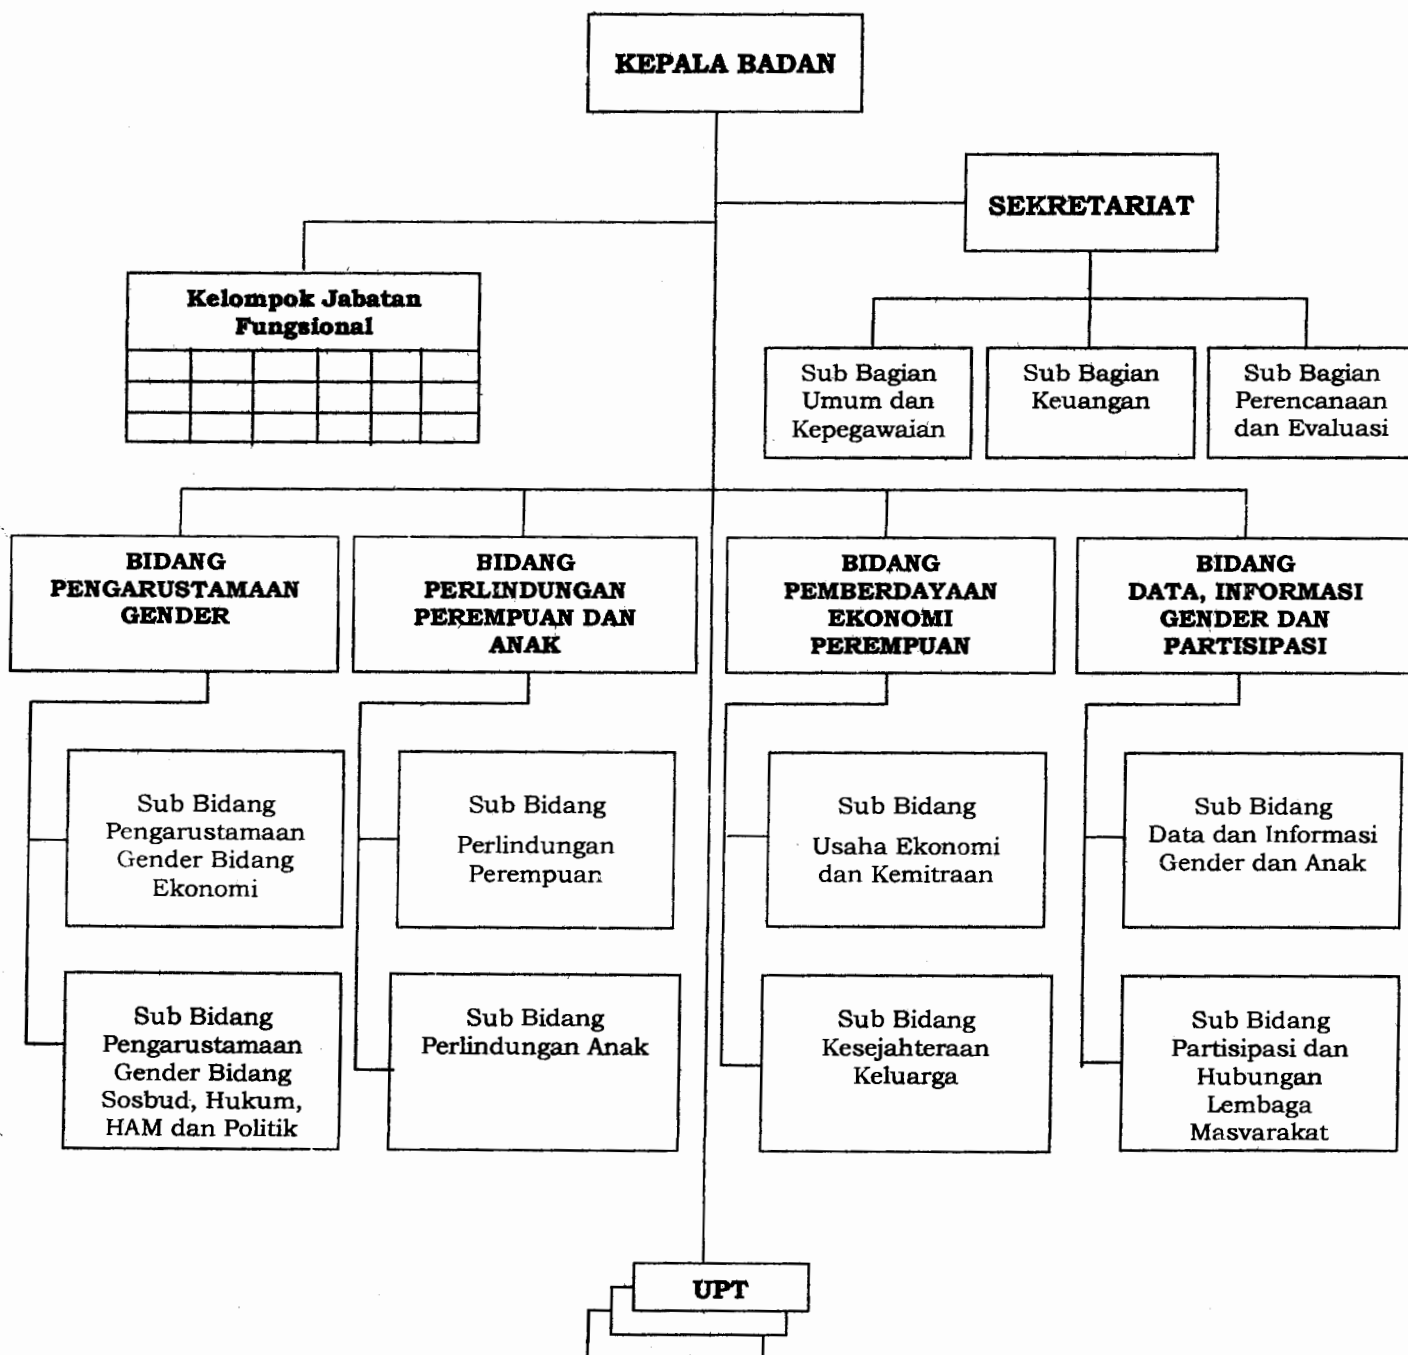 KEPALA BADAN
SEKRETARIAT
Kelompok Jabatan
Fungsional
Sub Bagian
Umum dan
Kepegawaian
Sub Bagian
Keuangan
Sub Bagian
Perencanaan
dan Evaluasi
BIDANG
PENGARUSTAMAAN
GENDER
BIDANG
PERLINDUNGAN
PEREMPUAN DAN
ANAK
BIDANG
PEMBERDAYAAN
EKONOMI
PEREMPUAN
BIDANG
DATA, INFORMASI
GENDER DAN
PARTISIPASI
Sub Bidang
Pengarustamaan
Gender Bidang
Ekonomi
Sub Bidang
Perlindungan
Perempuan
Sub Bidang
Usaha Ekonomi
dan Kemitraan
Sub Bidang
Data dan Informasi
Gender dan Anak
Sub Bidang
Pengarustamaan
Gender Bidang
Sosbud, Hukum,
HAM dan Politik
Sub Bidang
Perlindungan Anak
Sub Bidang
Kesejahteraan
Keluarga
Sub Bidang
Partisipasi dan
Hubungan
Lembaga
Masvarakat
UPT